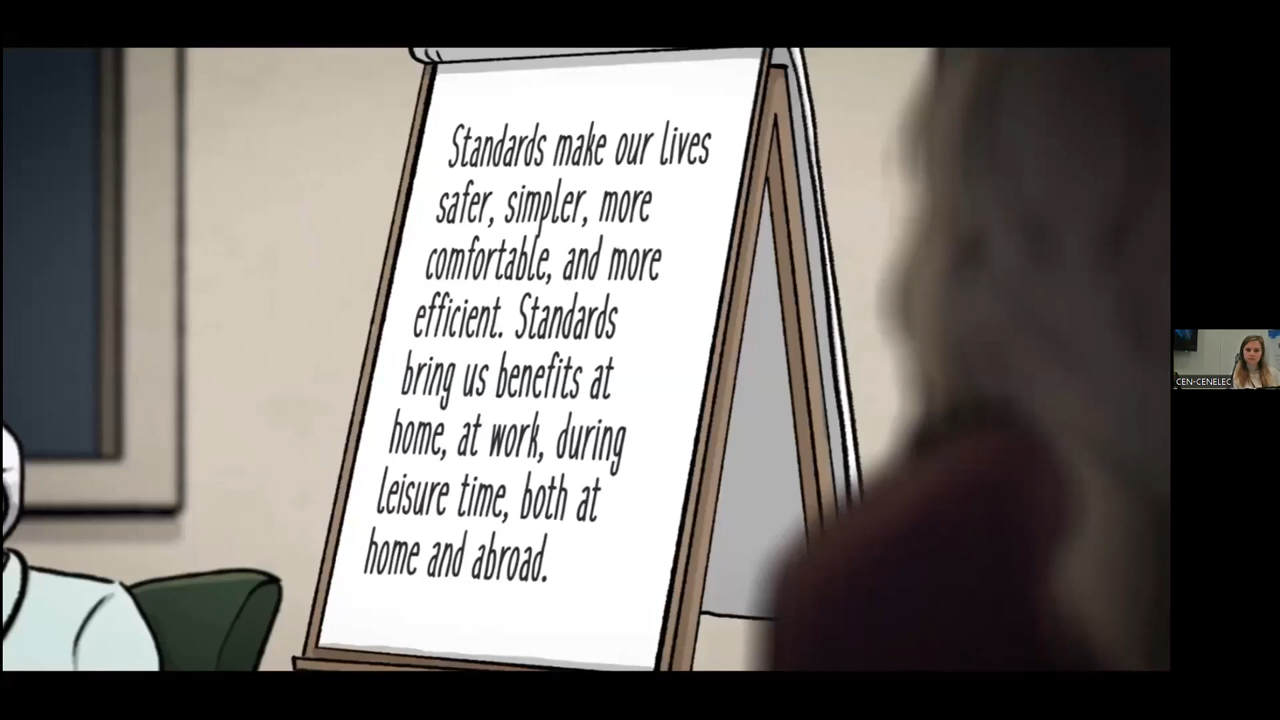 Standards make our lives
safer, simpler, more
comfortable, and more
efficient. Standards
bring us benefits at
home, at work, during
leisure time, both at
home and abroad.
CEN-CENELEC